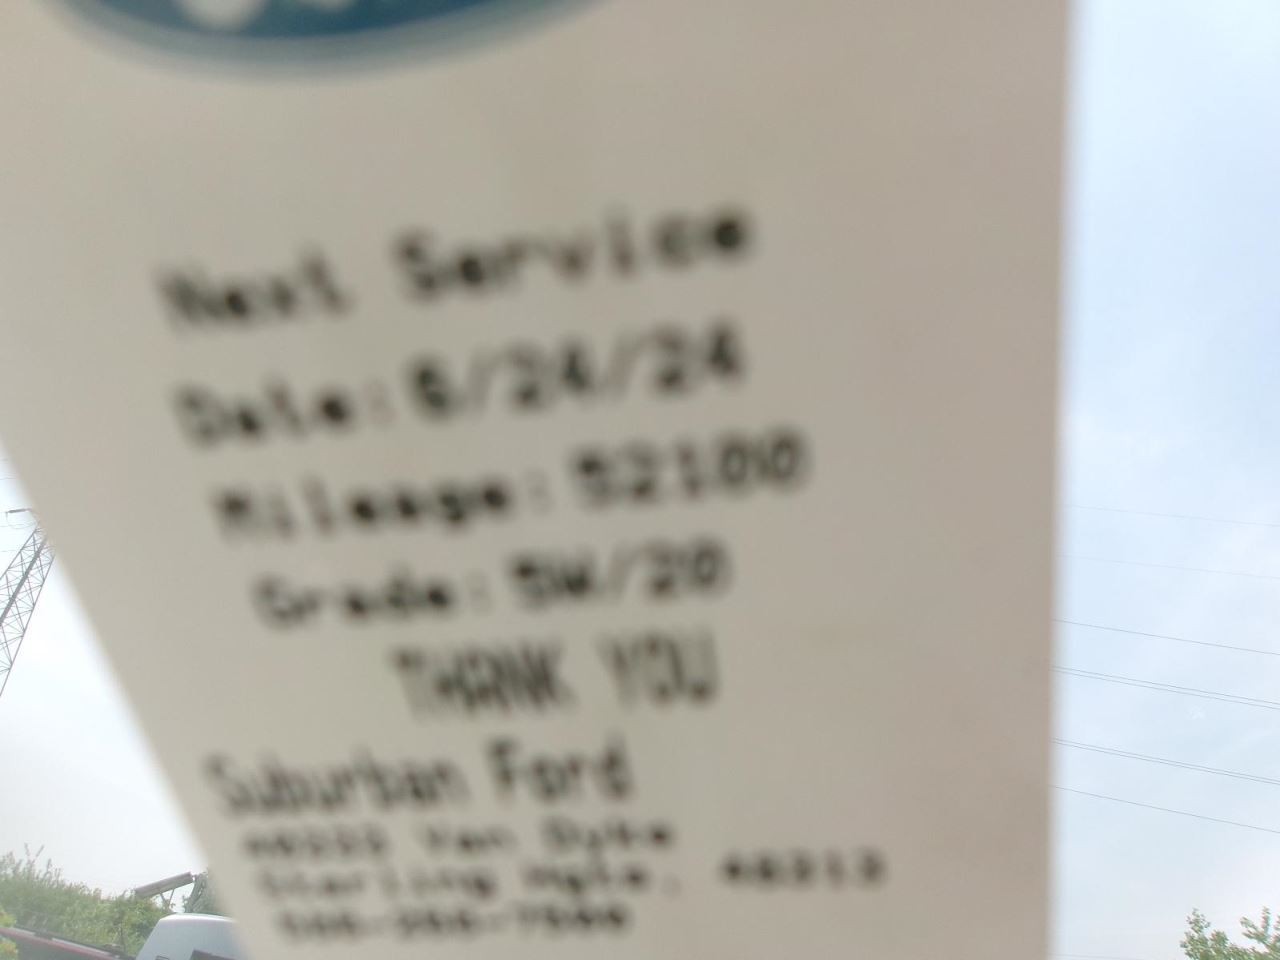 Next Service
Date: 6/24/24
Mileage: 52100
Grade: 5W/20
THANK YOU
Suburban Ford
Van Dyke
Sterling Hgts. 48313